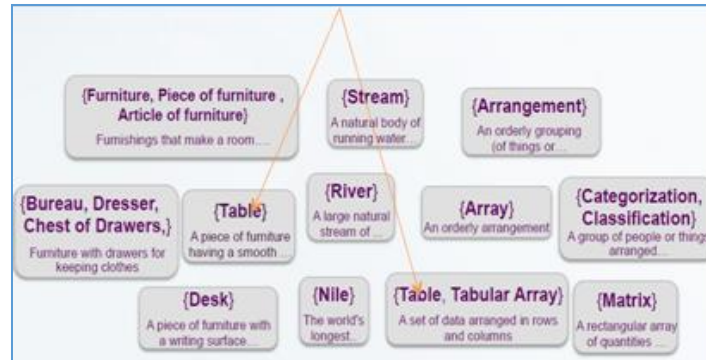 {Furniture, Piece of furniture ,
Article of furniture}
Furnishings that make a room....
{Stream}
A natural body of
running water...
{Arrangement}
An orderly grouping
(of things or ...
{Bureau, Dresser,
Chest of Drawers,}
Furniture with drawers for
keeping clothes
{Table}
A piece of furniture
having a smooth ...
{River}
A large natural
stream of ...
{Array}
An orderly arrangement
{Categorization,
Classification}
A group of people or things
arranged...
{Desk}
A piece of furniture with
a writing surface...
{Nile}
The world's
longest..
{Table, Tabular Array}
A set of data arranged in rows
and columns
{Matrix}
A rectangular array
of quantities ...